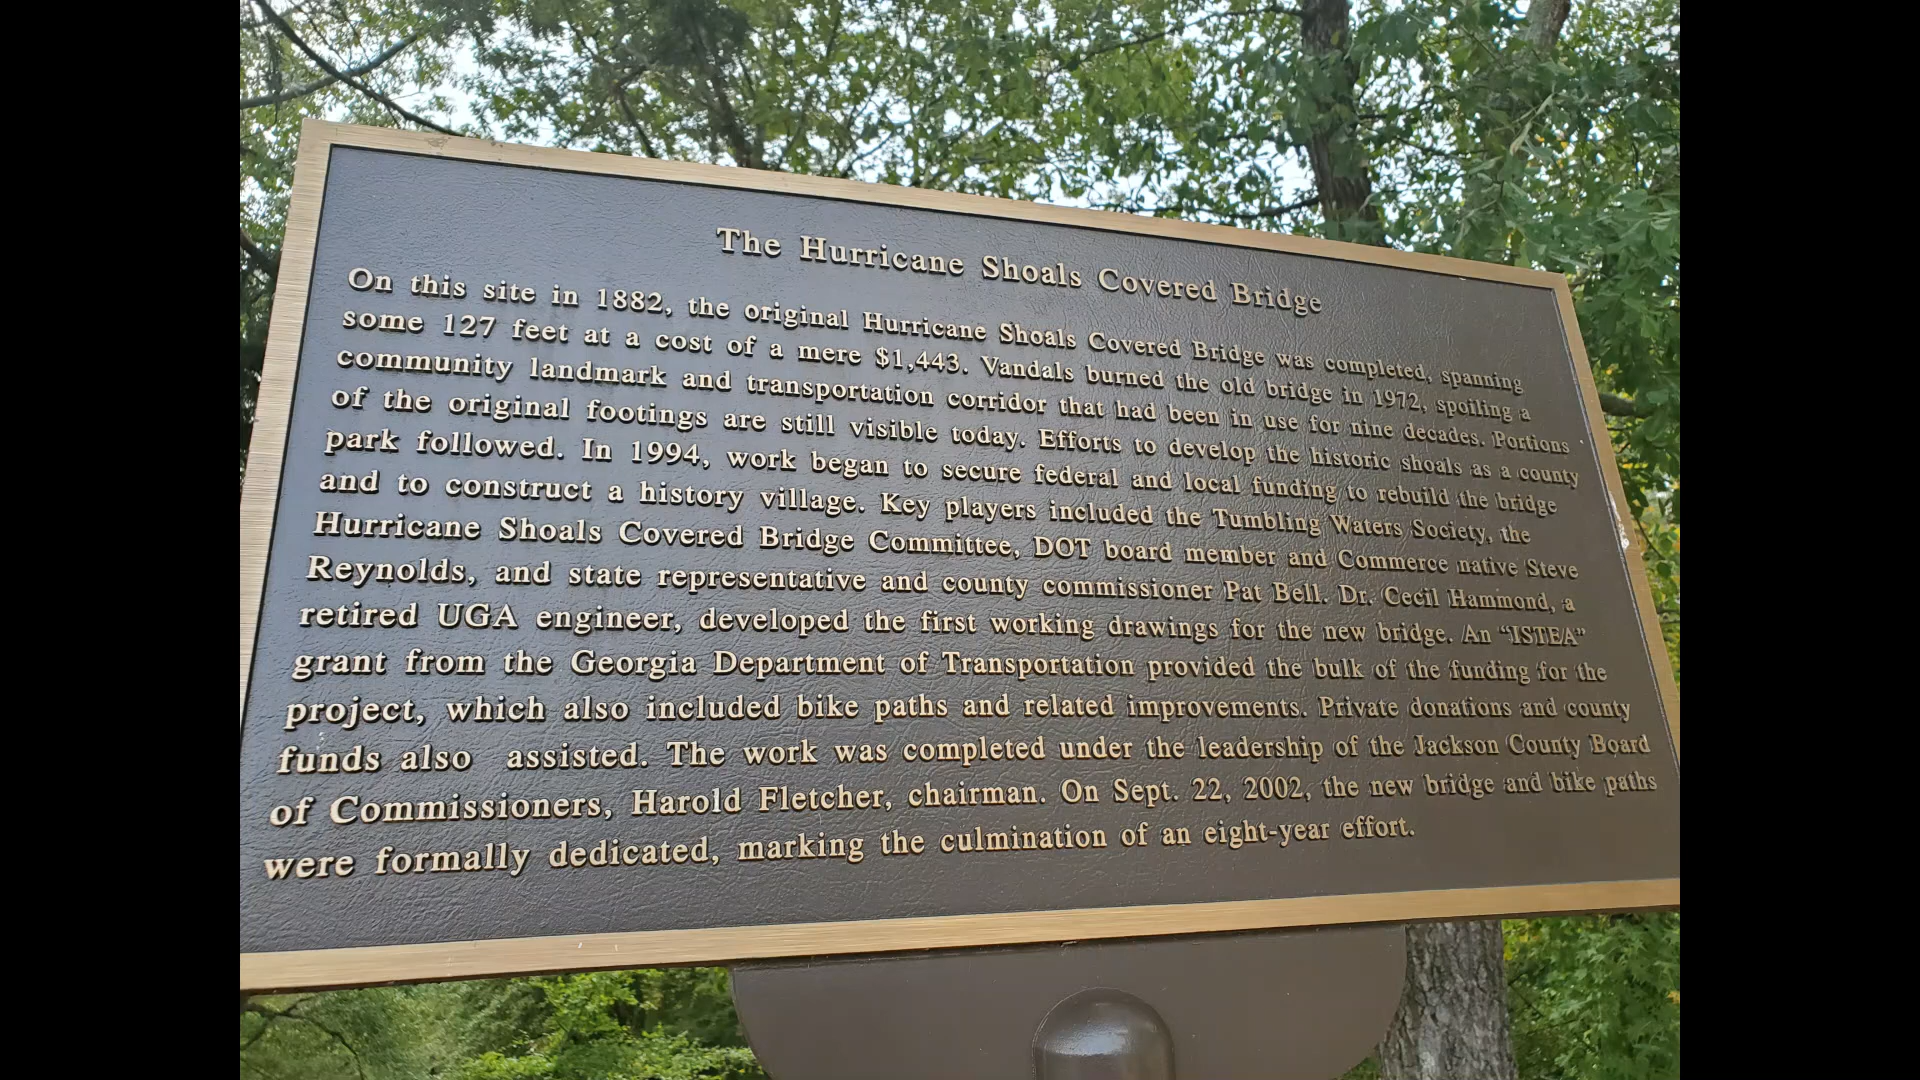 The Hurricane Shoals Covered Bridge
On this site in 1882, the original Hurricane Shoals Covered Bridge was completed, spanning
some 127 feet at a cost of a mere $1,443. Vandals burned the old bridge in 1972, spoiling a
community landmark and transportation corridor that had been in use for nine decades. Portions
of the original footings are still visible today. Efforts to develop the historic shoals as a county
park followed. In 1994, work began to secure federal and local funding to rebuild the bridge
and to construct a history village. Key players included the Tumbling Waters Society, the
Hurricane Shoals Covered Bridge Committee, DOT board member and Commerce native Steve
Reynolds, and state representative and county commissioner Pat Bell. Dr. Cecil Hammond, a
retired UGA engineer, developed the first working drawings for the new bridge. An “ISTEA”
grant from the Georgia Department of Transportation provided the bulk of the funding for the
project, which also included bike paths and related improvements. Private donations and county
funds also assisted. The work was completed under the leadership of the Jackson County Board
of Commissioners, Harold Fletcher, chairman. On Sept. 22, 2002, the new bridge and bike paths
were formally dedicated, marking the culmination of an eight-year effort.